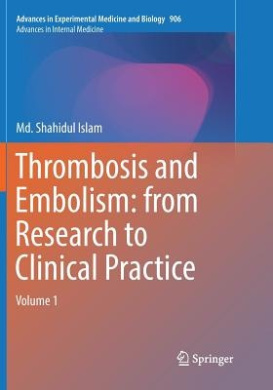 Advances in Experimental Medicine and Biology 906
Advances in Internal Medicine
Md. Shahidul Islam
Thrombosis and
Embolism: from
Research to
Clinical Practice
Volume 1
Springer